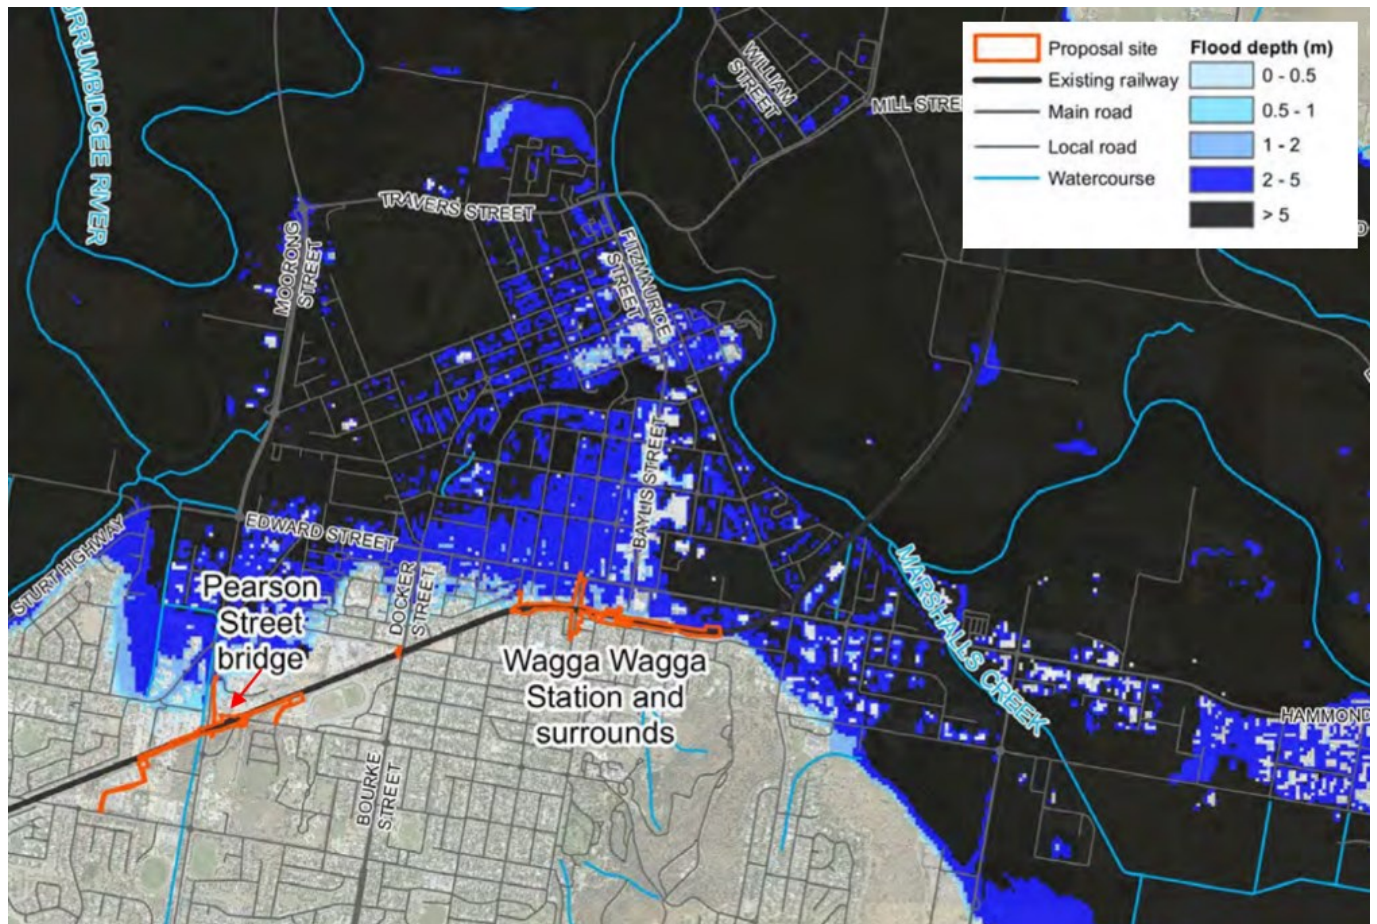 URRUMBIDGEE RIVER
WILLIAM
STREET
MILL STRE
Proposal site
Existing railway
Main road
Local road
Watercourse
Flood depth (m)
0 - 0.5
0.5 - 1
1 - 2
2 - 5
> 5
TRAVERS STREET
MOORONG
STREET
FITZMAURICE
STREET
BAYLIS STREET
EDWARD STREET
STURT HIGHWAY
DOCKER
STREET
Pearson
Street
bridge
Wagga Wagga
Station and
surrounds
MARSHALLS CREEK
HAMMOND
BOURKE
STREET